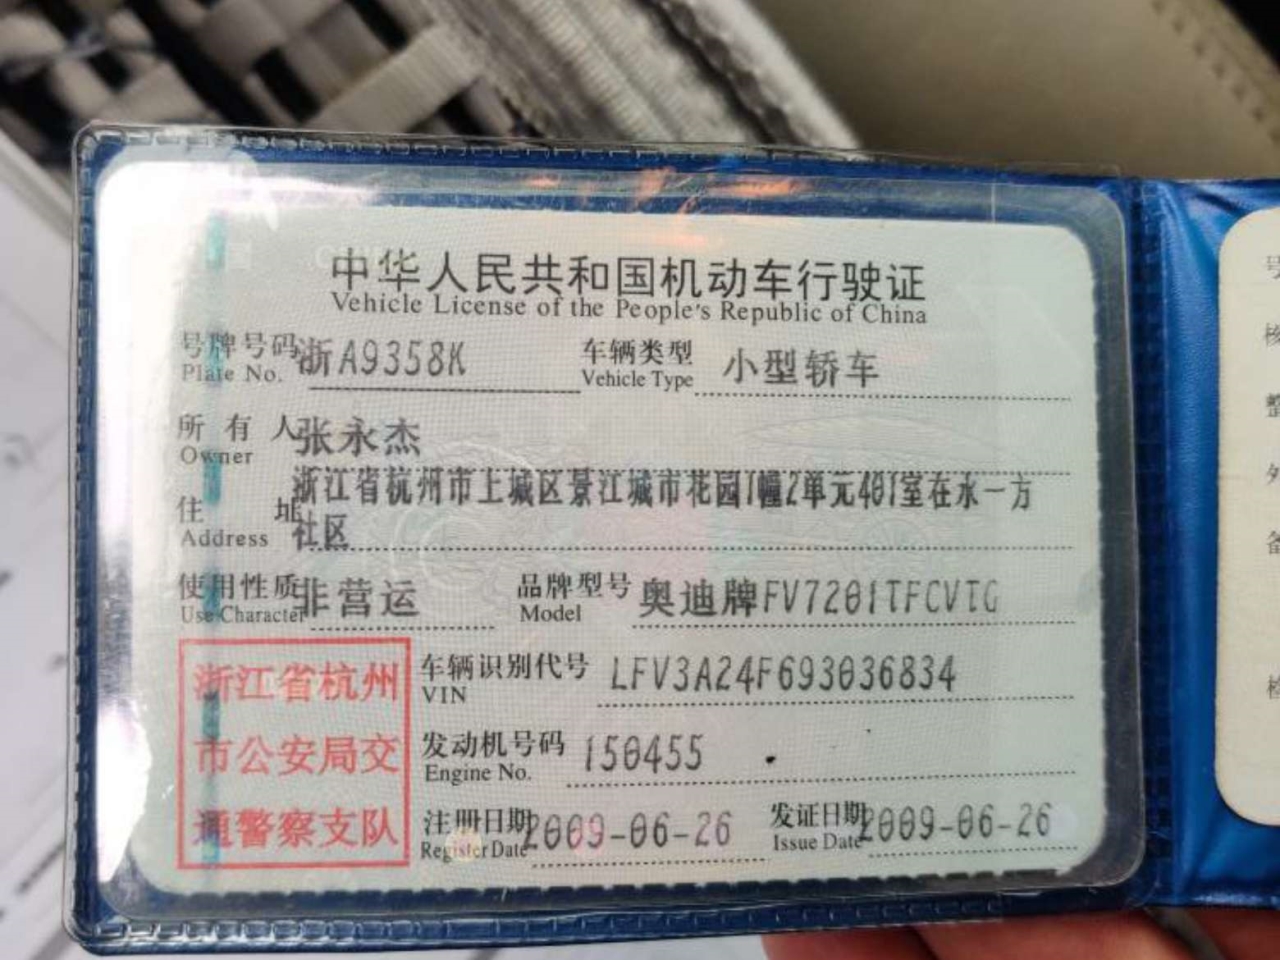 中华人民共和国机动车行驶证
Vehicle License of the People's Republic of China
号牌号码 浙A9358K 车辆类型 小型轿车
Plate No. Vehicle Type
所有人 张永杰
Owner
浙江省杭州市上城区景江城市花园1幢2单元401室在水一方
住址 社区
Address
使用性质 非营运 品牌型号 奥迪牌FV7201TFCVTG
Use Character Model
浙江省杭州 车辆识别代号 LFV3A24F693036834
VIN
市公安局交 发动机号码 150455
Engine No.
通警察支队 注册日期 2009-06-26 发证日期 2009-06-26
Register Date Issue Date
号
整
备